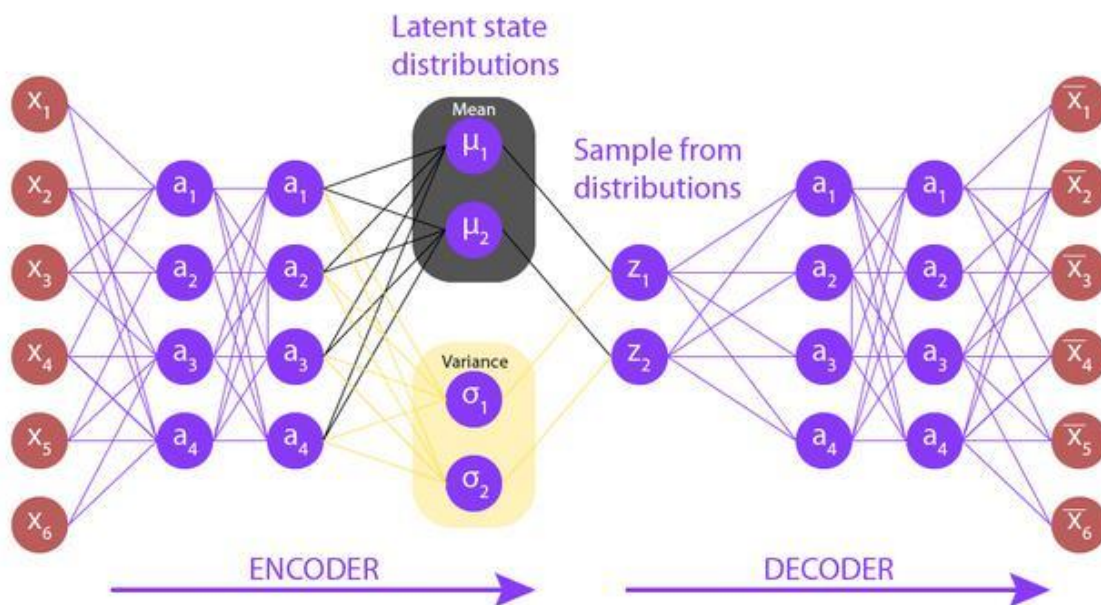 Latent state
distributions
x₁
x₂
x₃
x₄
x₅
x₆
a₁
a₂
a₃
a₄
a₁
a₂
a₃
a₄
Mean
μ₁
μ₂
Variance
σ₁
σ₂
Sample from
distributions
z₁
z₂
a₁
a₂
a₃
a₄
a₁
a₂
a₃
a₄
x̅₁
x̅₂
x̅₃
x̅₄
x̅₅
x̅₆
ENCODER
DECODER